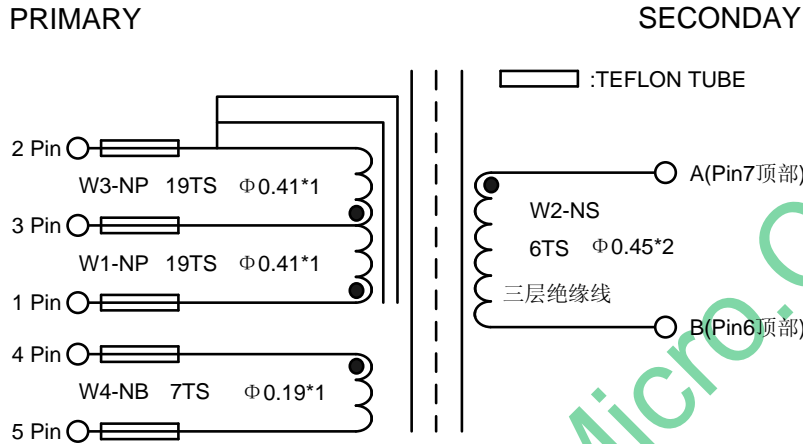 PRIMARY
SECONDAY
:TEFLON TUBE
2 Pin
W3-NP 19TS Φ0.41*1
3 Pin
W1-NP 19TS Φ0.41*1
1 Pin
4 Pin
W4-NB 7TS Φ0.19*1
5 Pin
A(Pin7顶部)
W2-NS
6TS Φ0.45*2
三层绝缘线
B(Pin6顶部)
Micro.C